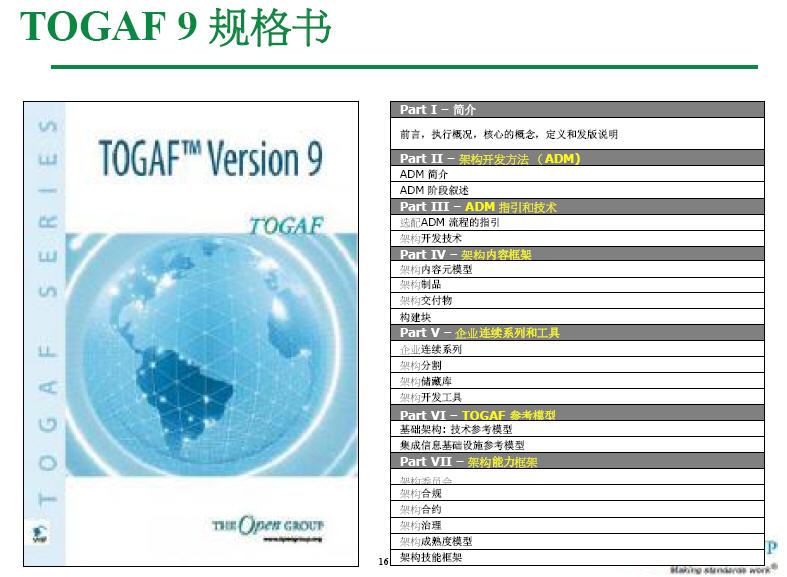 TOGAF 9 规格书
TOGAF SERIES
TOGAF™ Version 9
TOGAF
THE Open GROUP
www.opengroup.org
Part I – 简介
前言，执行概况，核心的概念，定义和发版说明
Part II – 架构开发方法 （ADM）
ADM 简介
ADM 阶段叙述
Part III – ADM 指引和技术
选配ADM 流程的指引
架构开发技术
Part IV – 架构内容框架
架构内容元模型
架构制品
架构交付物
构建块
Part V – 企业连续系列和工具
企业连续系列
架构分割
架构储藏库
架构开发工具
Part VI – TOGAF 参考模型
基础架构：技术参考模型
集成信息基础设施参考模型
Part VII – 架构能力框架
架构委员会
架构合规
架构合约
架构治理
架构成熟度模型
架构技能框架
16
P
Making standards work®